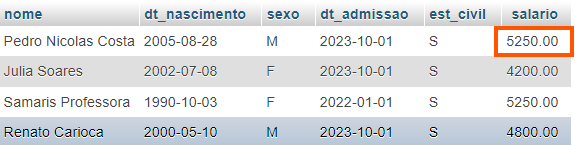 nome dt_nascimento sexo dt_admissao est_civil salario
Pedro Nicolas Costa 2005-08-28 M 2023-10-01 S 5250.00
Julia Soares 2002-07-08 F 2023-10-01 S 4200.00
Samaris Professora 1990-10-03 F 2022-01-01 S 5250.00
Renato Carioca 2000-05-10 M 2023-10-01 S 4800.00